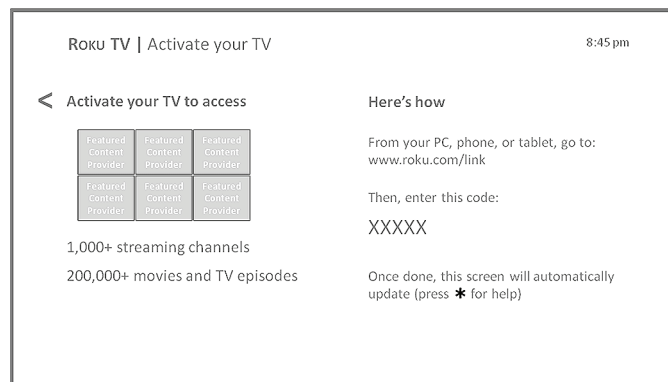 ROKU TV | Activate your TV
8:45 pm
< Activate your TV to access
Featured Content Provider
Featured Content Provider
Featured Content Provider
Featured Content Provider
Featured Content Provider
Featured Content Provider
1,000+ streaming channels
200,000+ movies and TV episodes
Here's how
From your PC, phone, or tablet, go to:
www.roku.com/link
Then, enter this code:
XXXXX
Once done, this screen will automatically
update (press * for help)